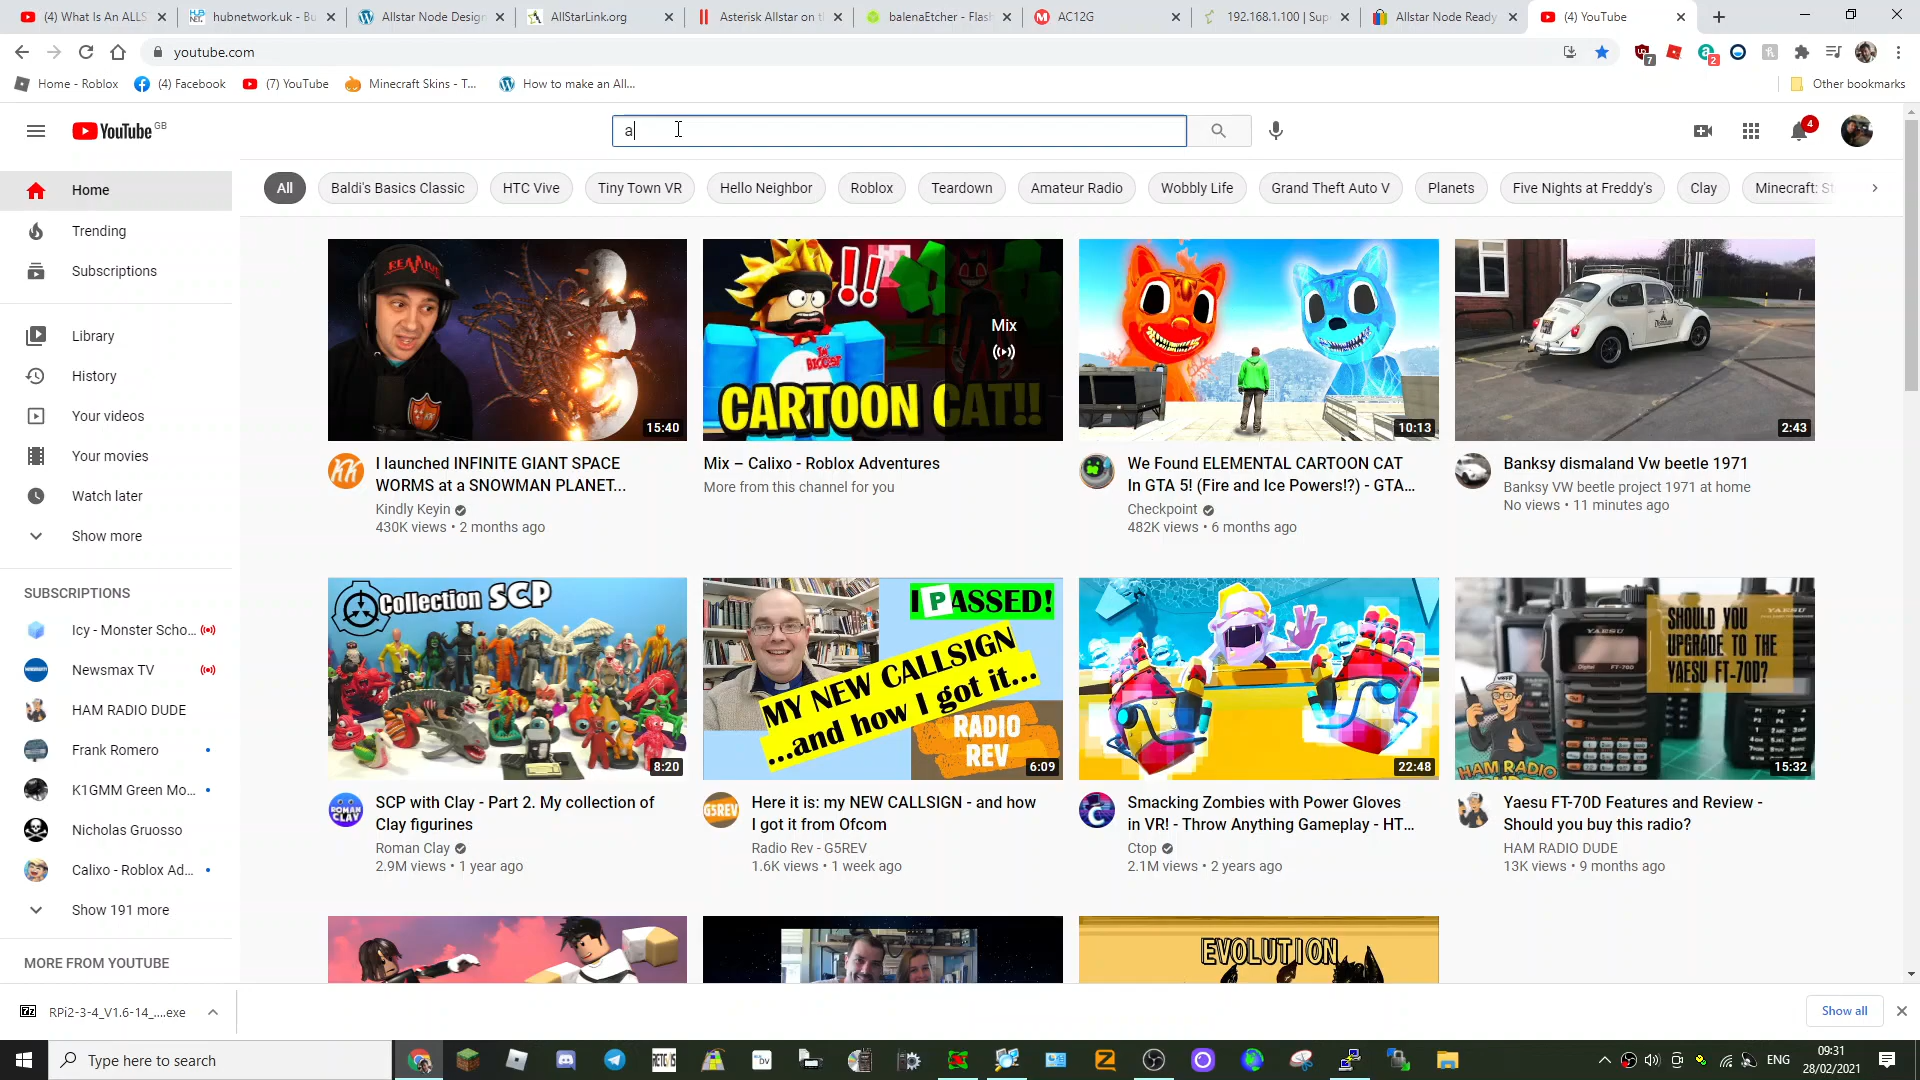 (4) What Is An ALLS
hubnetwork.uk - Bu
Allstar Node Desig
AllStarLink.org
Asterisk Allstar on t
balenaEtcher - Flas
AC12G
192.168.1.100 | Sup
Allstar Node Ready
(4) YouTube
youtube.com
7
2
Home - Roblox
(4) Facebook
(7) YouTube
Minecraft Skins - T...
How to make an All...
Other bookmarks
YouTube GB
a
4
All
Baldi's Basics Classic
HTC Vive
Tiny Town VR
Hello Neighbor
Roblox
Teardown
Amateur Radio
Wobbly Life
Grand Theft Auto V
Planets
Five Nights at Freddy's
Clay
Minecraft: St
Home
Trending
Subscriptions
Library
History
Your videos
Your movies
Watch later
Show more
SUBSCRIPTIONS
Icy - Monster Scho...
Newsmax TV
HAM RADIO DUDE
Frank Romero
K1GMM Green Mo...
Nicholas Gruosso
Calixo - Roblox Ad...
Show 191 more
MORE FROM YOUTUBE
15:40
I launched INFINITE GIANT SPACE
WORMS at a SNOWMAN PLANET...
Kindly Keyin
430K views • 2 months ago
!!
CARTOON CAT!!
Mix
Mix – Calixo - Roblox Adventures
More from this channel for you
10:13
We Found ELEMENTAL CARTOON CAT
In GTA 5! (Fire and Ice Powers!?) - GTA...
Checkpoint
482K views • 6 months ago
2:43
Banksy dismaland Vw beetle 1971
Banksy VW beetle project 1971 at home
No views • 11 minutes ago
Collection SCP
8:20
ROMAN
CLAY
SCP with Clay - Part 2. My collection of
Clay figurines
Roman Clay
2.9M views • 1 year ago
I PASSED!
MY NEW CALLSIGN
...and how I got it...
RADIO
REV
6:09
G5REV
Here it is: my NEW CALLSIGN - and how
I got it from Ofcom
Radio Rev - G5REV
1.6K views • 1 week ago
22:48
Smacking Zombies with Power Gloves
in VR! - Throw Anything Gameplay - HT...
Ctop
2.1M views • 2 years ago
SHOULD YOU
UPGRADE TO THE
YAESU FT-70D?
YAESU
FT-70D
HAM RADIO
15:32
Yaesu FT-70D Features and Review -
Should you buy this radio?
HAM RADIO DUDE
13K views • 9 months ago
EVOLUTION
RPi2-3-4_V1.6-14_....exe
Show all
Type here to search
ENG
09:31
28/02/2021